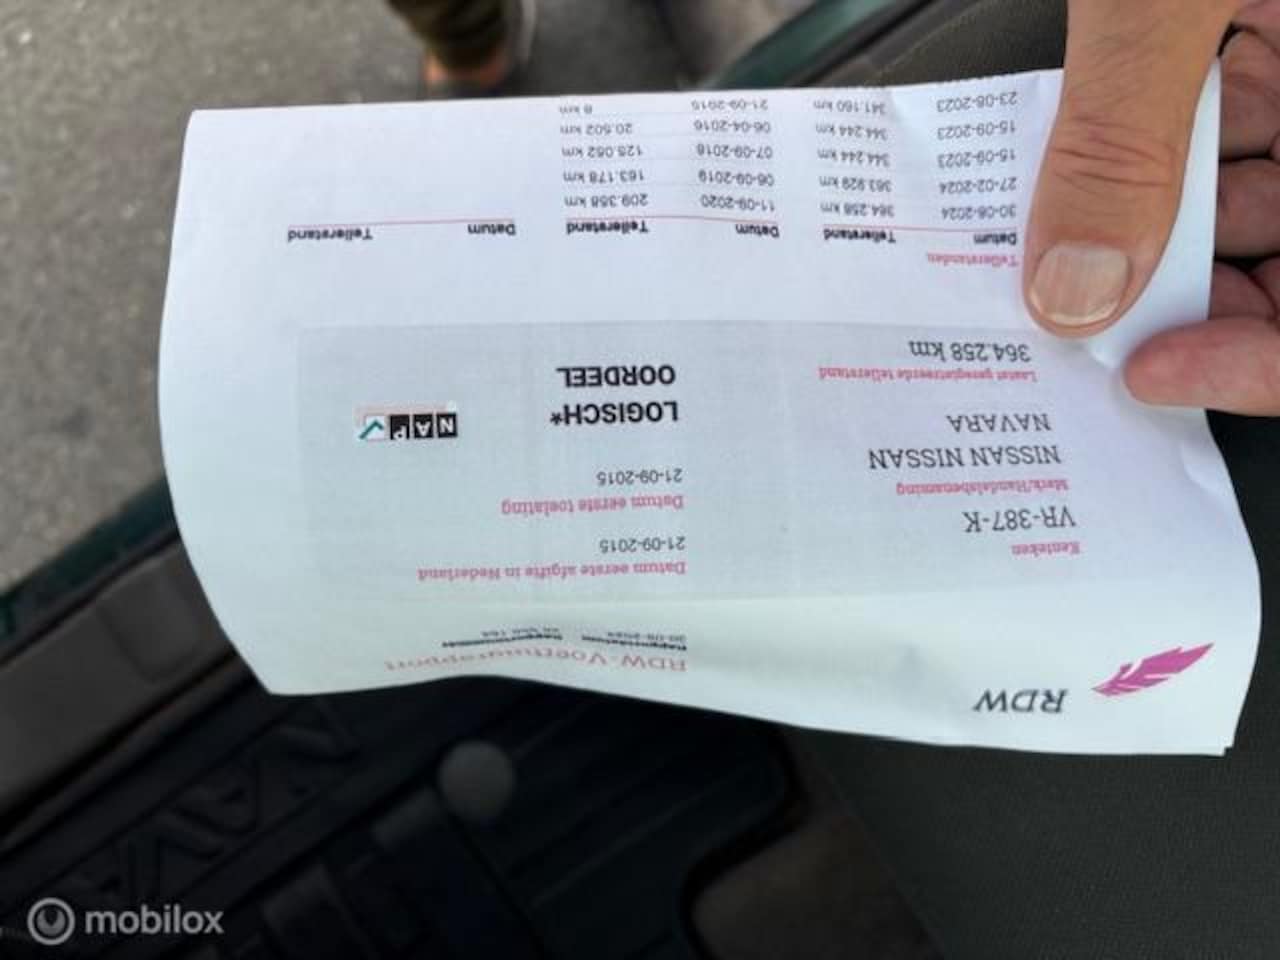 RDW
RDW-Voertuigrapport
Rapportdatum Rapportnummer
Kenteken
VR-387-K
Merk/Handelsbenaming
NISSAN NISSAN
NAVARA
Laatst geregistreerde tellerstand
364.258 km
Datum eerste afgifte in Nederland
21-09-2015
Datum eerste toelating
21-09-2015
LOGISCH*
OORDEEL
NAP
Tellerstanden
Datum Tellerstand Datum Tellerstand Datum Tellerstand
30-08-2024 364.258 km 11-09-2020 209.358 km
27-02-2024 363.929 km 06-09-2019 163.178 km
15-09-2023 344.244 km 07-09-2018 125.052 km
15-09-2023 344.244 km 06-04-2016 20.502 km
23-08-2023 341.160 km 21-09-2015 8 km
NAVARA
mobilox